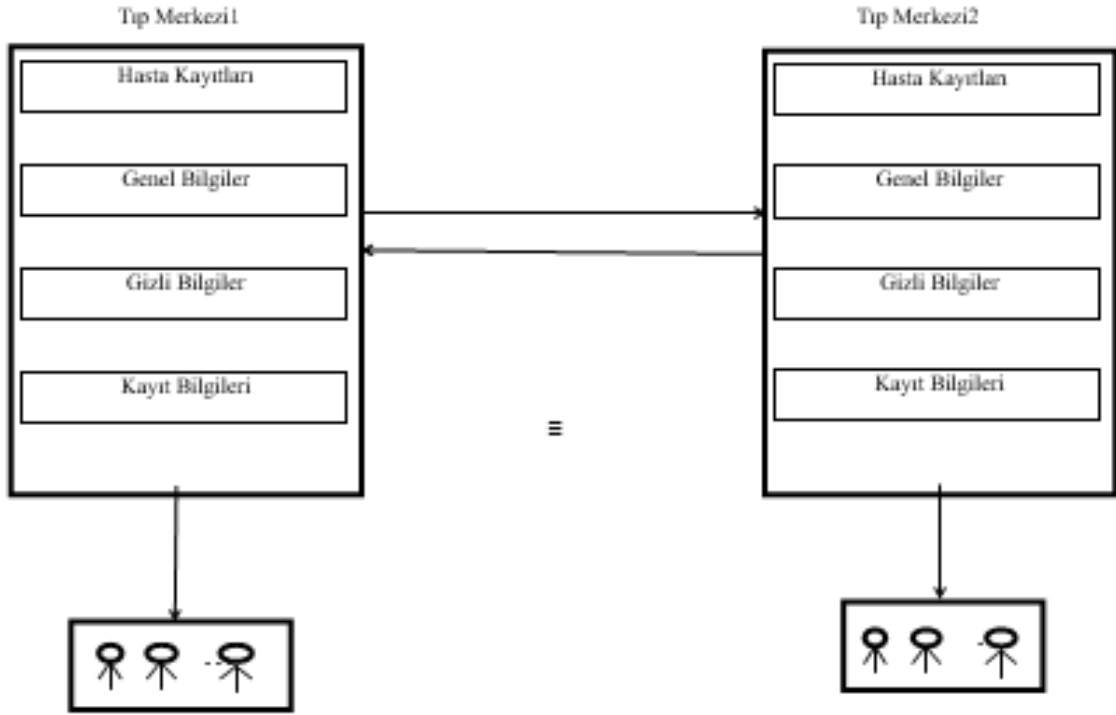 Tıp Merkezi1
Hasta Kayıtları
Genel Bilgiler
Gizli Bilgiler
Kayıt Bilgileri
Tıp Merkezi2
Hasta Kayıtları
Genel Bilgiler
Gizli Bilgiler
Kayıt Bilgileri